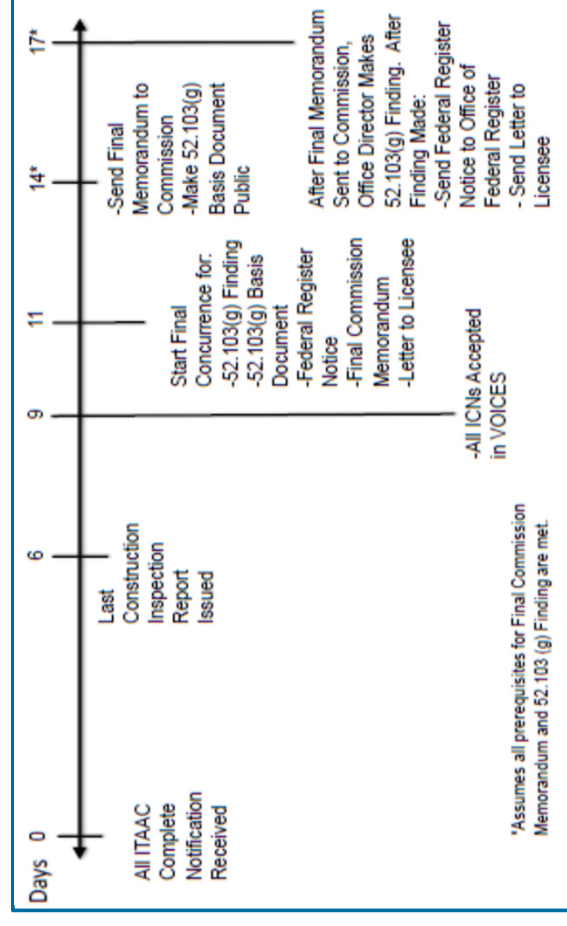 Days
0
6
9
11
14*
17*
All ITAAC
Complete
Notification
Received
Last
Construction
Inspection
Report
Issued
-All ICNs Accepted
in VOICES
Start Final
Concurrence for:
-52.103(g) Finding
-52.103(g) Basis
Document
-Federal Register
Notice
-Final Commission
Memorandum
-Letter to Licensee
-Send Final
Memorandum to
Commission
-Make 52.103(g)
Basis Document
Public
After Final Memorandum
Sent to Commission,
Office Director Makes
52.103(g) Finding. After
Finding Made:
-Send Federal Register
Notice to Office of
Federal Register
- Send Letter to
Licensee
*Assumes all prerequisites for Final Commission
Memorandum and 52.103 (g) Finding are met.